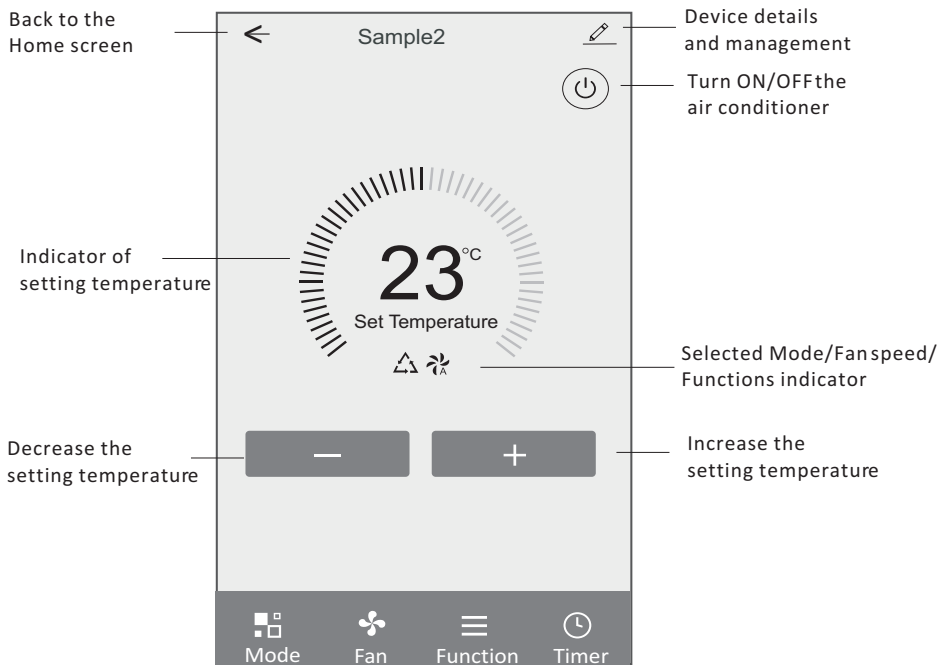 Back to the
Home screen
Sample2
Device details
and management
Turn ON/OFF the
air conditioner
Indicator of
setting temperature
23°C
Set Temperature
A
Selected Mode/Fan speed/
Functions indicator
Decrease the
setting temperature
−
+
Increase the
setting temperature
Mode
Fan
Function
Timer